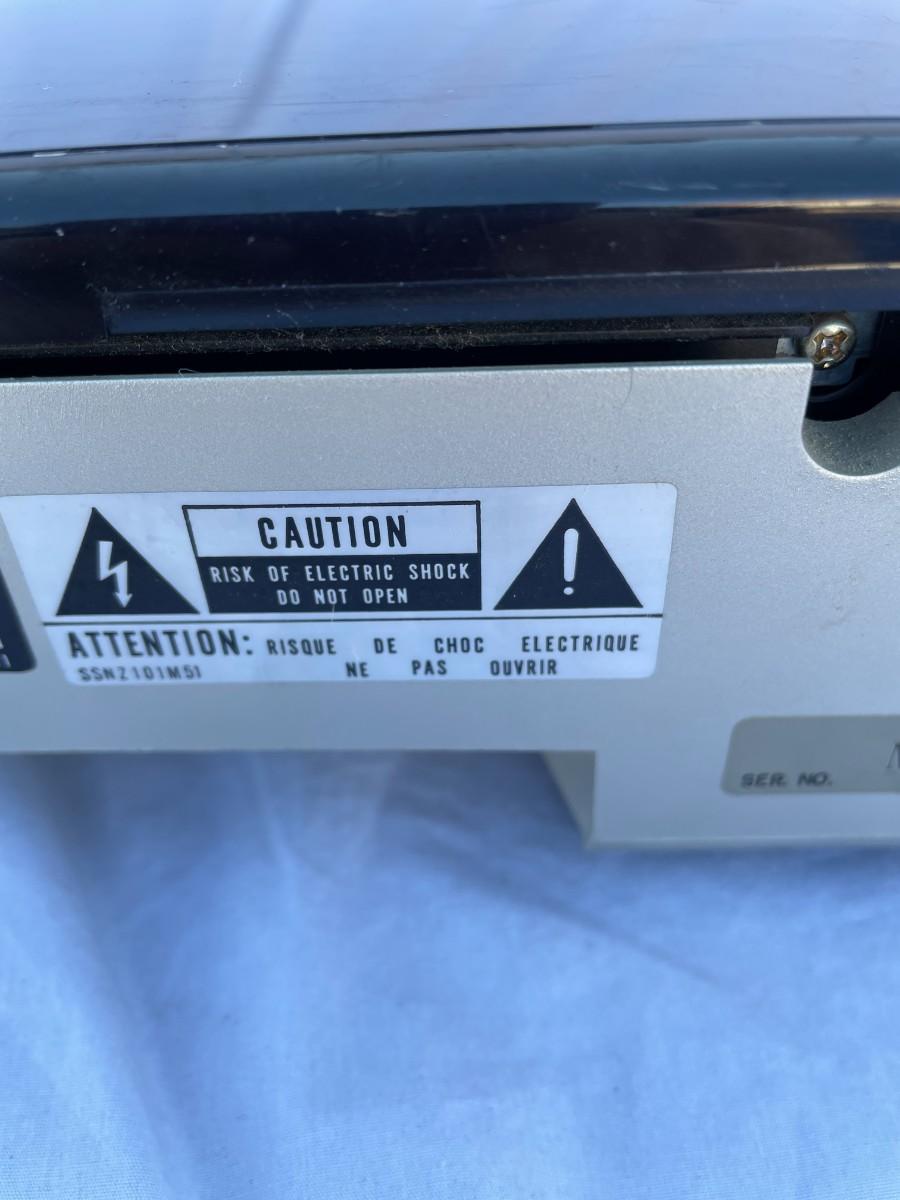 CAUTION
RISK OF ELECTRIC SHOCK
DO NOT OPEN
ATTENTION: RISQUE DE CHOC ELECTRIQUE
SSNZ101M51 NE PAS OUVRIR
SER. NO.